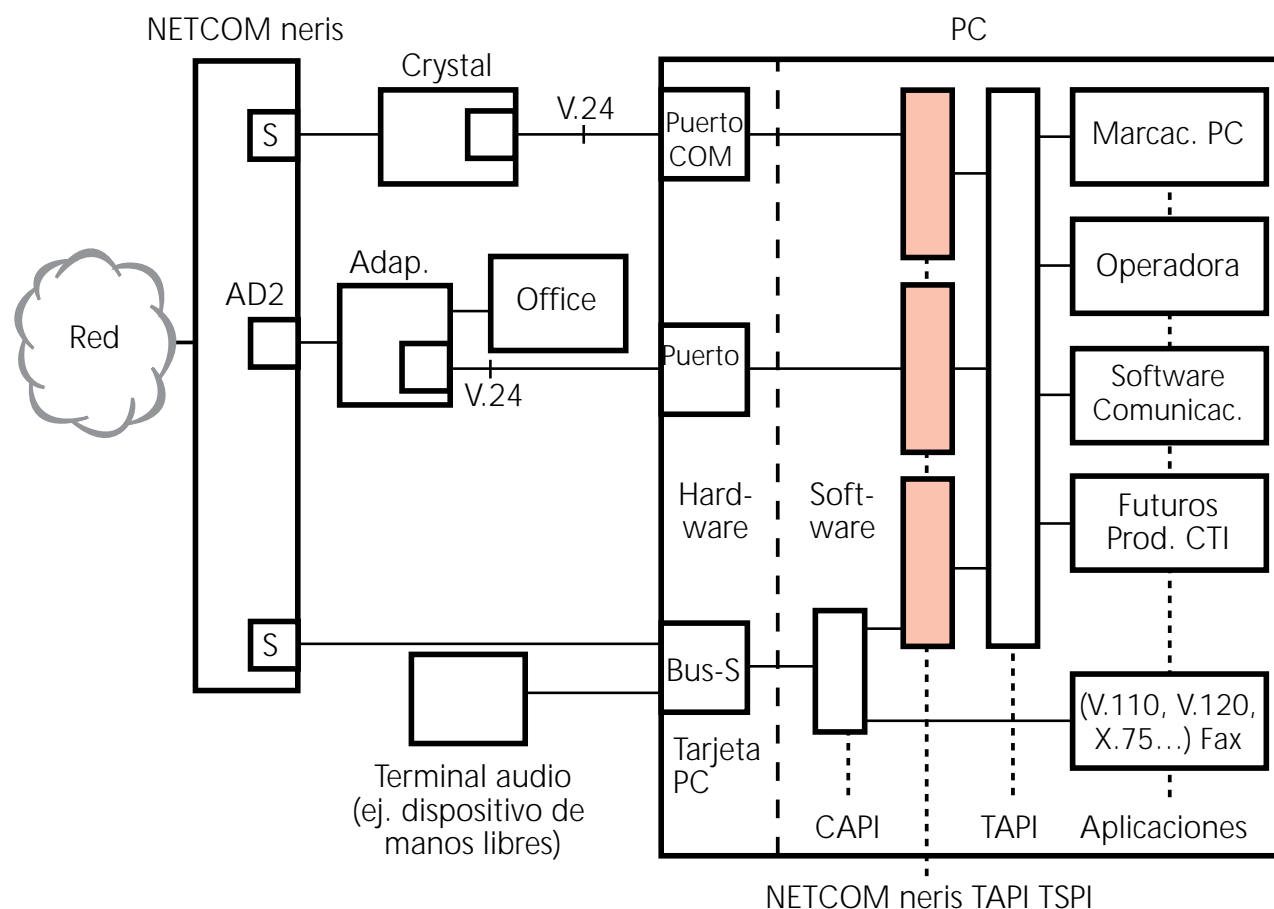 NETCOM neris
PC
Crystal
V.24
S
Puerto
COM
Marcac. PC
Red
AD2
Adap.
Office
V.24
Puerto
Operadora
Software
Comunicac.
Hard-
ware
Soft-
ware
Futuros
Prod. CTI
S
Bus-S
(V.110, V.120,
X.75...) Fax
Terminal audio
(ej. dispositivo de
manos libres)
Tarjeta
PC
CAPI
TAPI
Aplicaciones
NETCOM neris TAPI TSPI